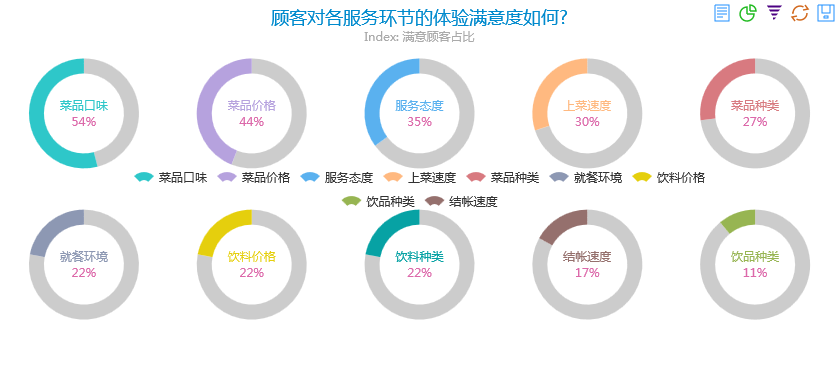 顾客对各服务环节的体验满意度如何?
Index: 满意顾客占比
菜品口味
54%
菜品价格
44%
服务态度
35%
上菜速度
30%
菜品种类
27%
菜品口味 菜品价格 服务态度 上菜速度 菜品种类 就餐环境 饮料价格
饮品种类 结帐速度
就餐环境
22%
饮料价格
22%
饮料种类
22%
结帐速度
17%
饮品种类
11%